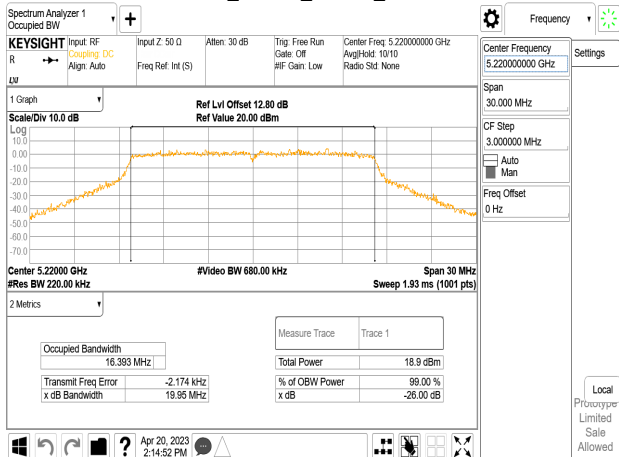 Spectrum Analyzer 1
Occupied BW
Frequency
KEYSIGHT
R
Input: RF
Coupling: DC
Align: Auto
Input Z: 50 Ω
Freq Ref: Int (S)
Atten: 30 dB
Trig: Free Run
Gate: Off
#IF Gain: Low
Center Freq: 5.220000000 GHz
Avg|Hold: 10/10
Radio Std: None
Center Frequency
5.220000000 GHz
Settings
Span
30.000 MHz
CF Step
3.000000 MHz
Auto
Man
Freq Offset
0 Hz
1 Graph
Scale/Div 10.0 dB
Ref Lvl Offset 12.80 dB
Ref Value 20.00 dBm
Log
10.0
0.00
-10.0
-20.0
-30.0
-40.0
-50.0
-60.0
-70.0
Center 5.22000 GHz
#Res BW 220.00 kHz
#Video BW 680.00 kHz
Span 30 MHz
Sweep 1.93 ms (1001 pts)
2 Metrics
Measure Trace Trace 1
Occupied Bandwidth
16.393 MHz
Total Power 18.9 dBm
Transmit Freq Error -2.174 kHz
% of OBW Power 99.00 %
x dB Bandwidth 19.95 MHz
x dB -26.00 dB
Local
Prototype
Limited
Sale
Allowed
?
Apr 20, 2023
2:14:52 PM